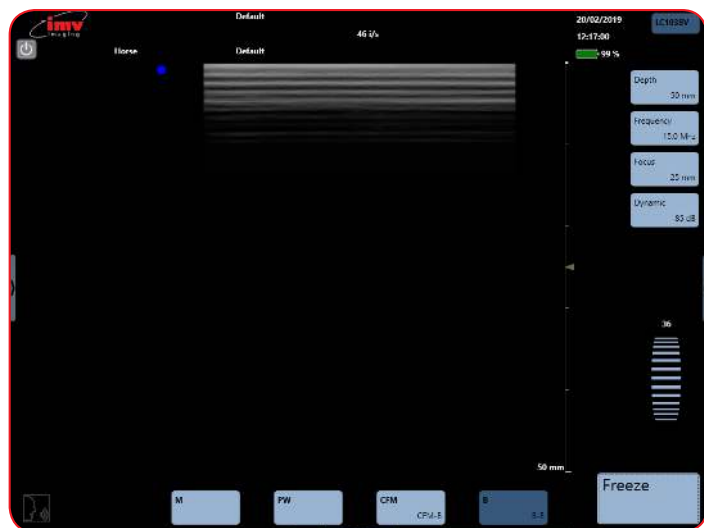 imv
imaging
Default
46 i/s
20/02/2019
12:17:00
99 %
Horse
Default
Depth
50 mm
Frequency
15.0 MHz
Focus
25 mm
Dynamic
85 dB
36
50 mm
M
PW
CFM
CFM-B
B
B-B
Freeze